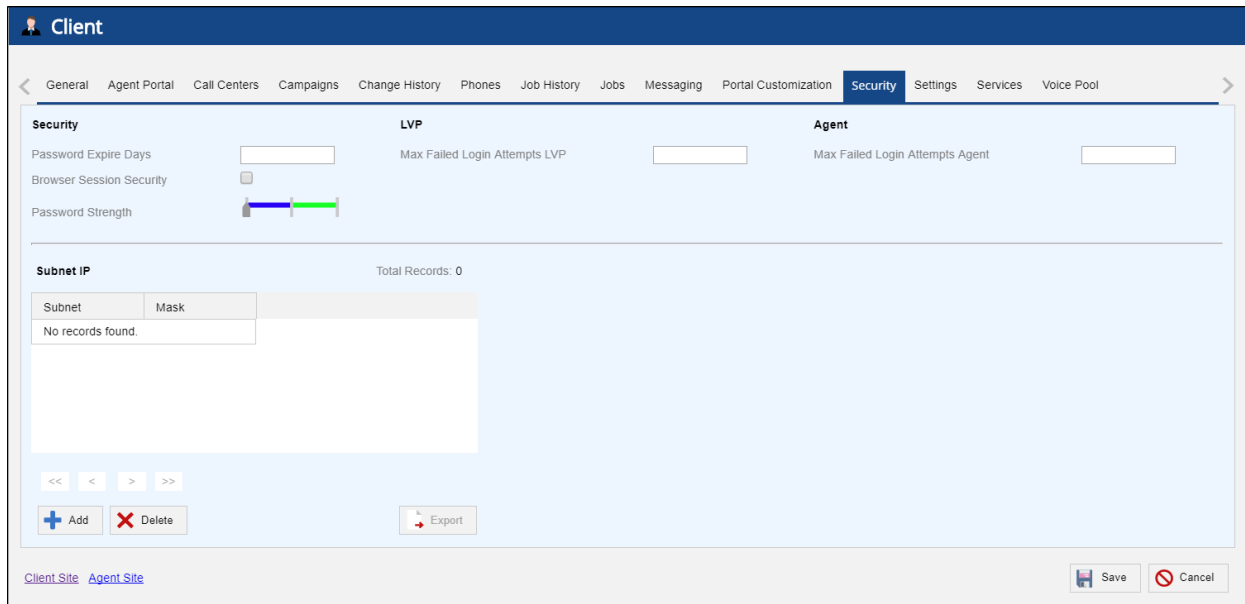 Client
General Agent Portal Call Centers Campaigns Change History Phones Job History Jobs Messaging Portal Customization Security Settings Services Voice Pool
Security LVP Agent
Password Expire Days Max Failed Login Attempts LVP Max Failed Login Attempts Agent
Browser Session Security
Password Strength
Subnet IP Total Records: 0
Subnet Mask
No records found.
<< < > >>
Add Delete Export
Client Site Agent Site Save Cancel